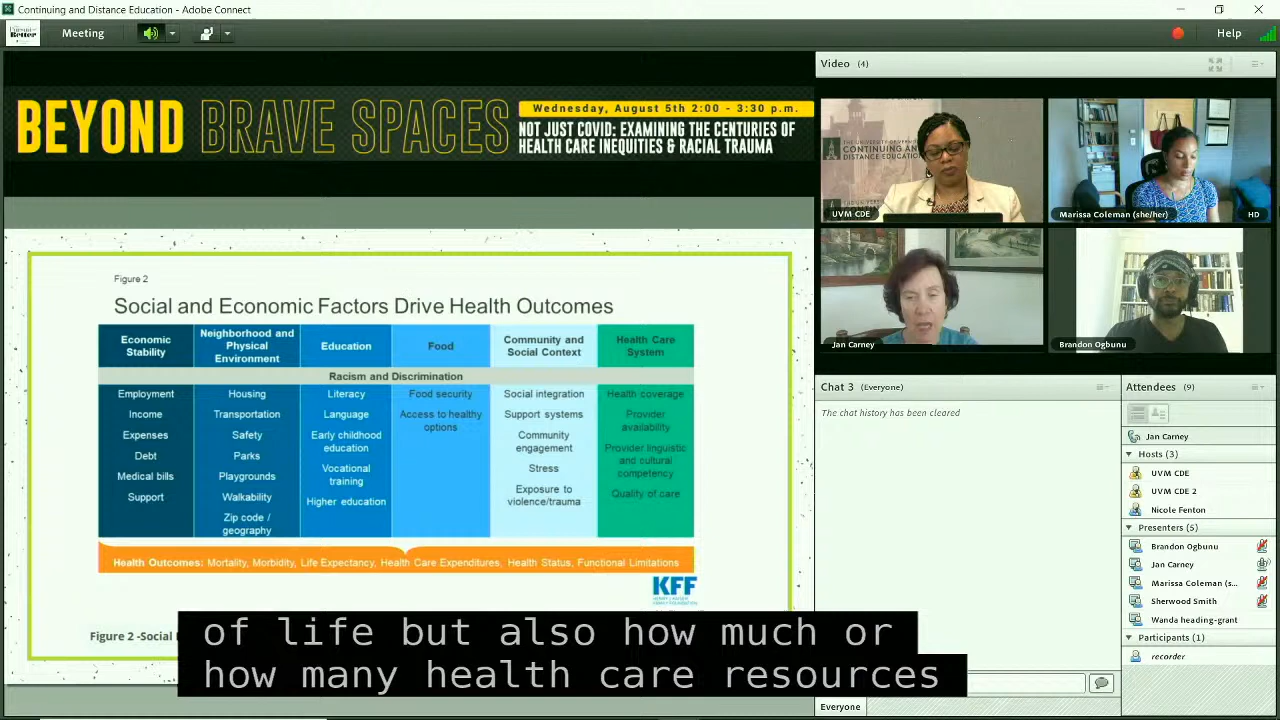 Continuing and Distance Education - Adobe Connect
Meeting
Help
BEYOND BRAVE SPACES
Wednesday, August 5th 2:00 - 3:30 p.m.
NOT JUST COVID: EXAMINING THE CENTURIES OF
HEALTH CARE INEQUITIES & RACIAL TRAUMA
Figure 2
Social and Economic Factors Drive Health Outcomes
Economic
Stability
Neighborhood and
Physical
Environment
Education
Food
Community and
Social Context
Health Care
System
Racism and Discrimination
Employment
Income
Expenses
Debt
Medical bills
Support
Housing
Transportation
Safety
Parks
Playgrounds
Walkability
Zip code /
geography
Literacy
Language
Early childhood
education
Vocational
training
Higher education
Food security
Access to healthy
options
Social integration
Support systems
Community
engagement
Stress
Exposure to
violence/trauma
Health coverage
Provider
availability
Provider linguistic
and cultural
competency
Quality of care
Health Outcomes: Mortality, Morbidity, Life Expectancy, Health Care Expenditures, Health Status, Functional Limitations
KFF
Figure 2 -Social
of life but also how much or
how many health care resources
Video (4)
CONTINUING AND
DISTANCE EDUCATION
UVM CDE
Marissa Coleman (she/her)
HD
Jan Carney
Brandon Ogbunu
Chat 3 (Everyone)
The chat history has been cleared
Everyone
Attendees (9)
Jan Carney
Hosts (3)
UVM CDE
UVM CDE 2
Nicole Fenton
Presenters (5)
Brandon Ogbunu
Jan Carney
Marissa Coleman (s...
Sherwood Smith
Wanda heading-grant
Participants (1)
recorder